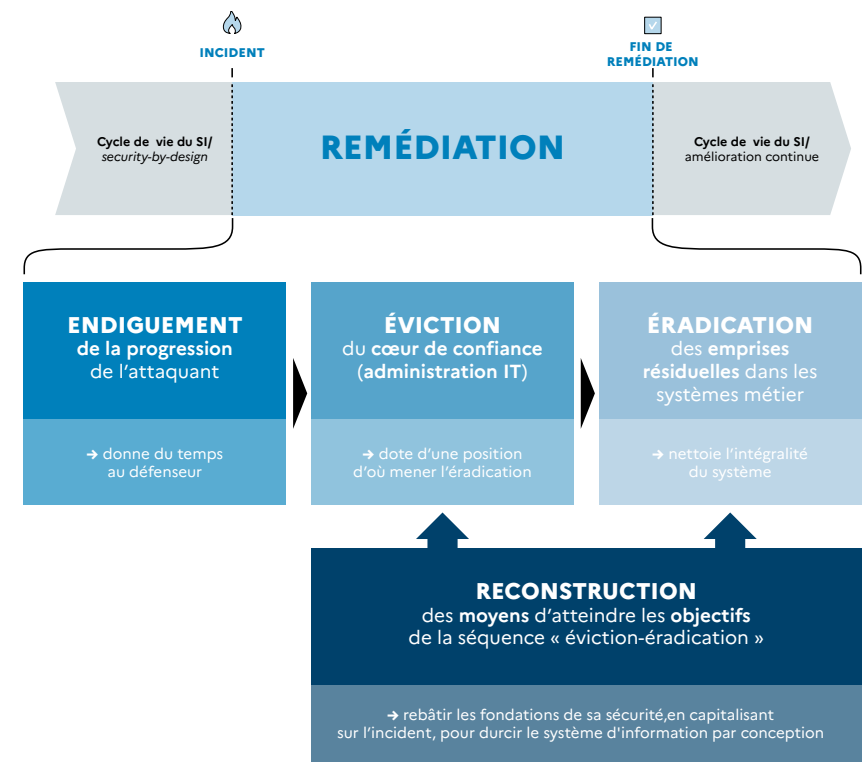 INCIDENT
FIN DE
REMÉDIATION
Cycle de vie du SI/
security-by-design
REMÉDIATION
Cycle de vie du SI/
amélioration continue
ENDIGUEMENT
de la progression
de l'attaquant
→ donne du temps
au défenseur
ÉVICTION
du cœur de confiance
(administration IT)
→ dote d'une position
d'où mener l'éradication
ÉRADICATION
des emprises
résiduelles dans les
systèmes métier
→ nettoie l'intégralité
du système
RECONSTRUCTION
des moyens d'atteindre les objectifs
de la séquence « éviction-éradication »
→ rebâtir les fondations de sa sécurité,en capitalisant
sur l'incident, pour durcir le système d'information par conception